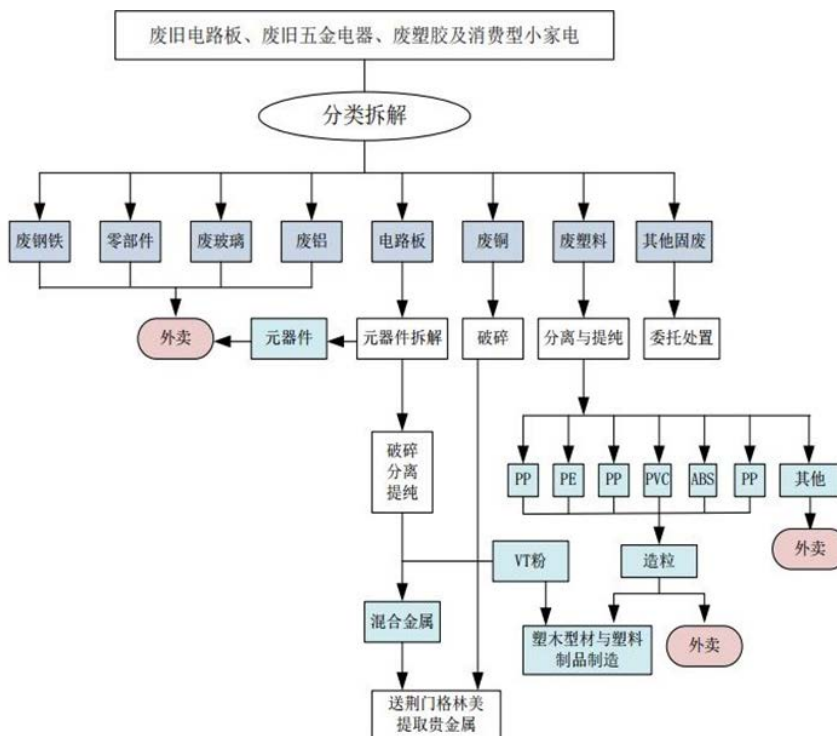 废旧电路板、废旧五金电器、废塑胶及消费型小家电
分类拆解
废钢铁
零部件
废玻璃
废铝
电路板
废铜
废塑料
其他固废
外卖
元器件
元器件拆解
破碎
分离与提纯
委托处置
破碎
分离
提纯
PP
PE
PP
PVC
ABS
PP
其他
VT粉
造粒
外卖
混合金属
塑木型材与塑料
制品制造
外卖
送荆门格林美
提取贵金属